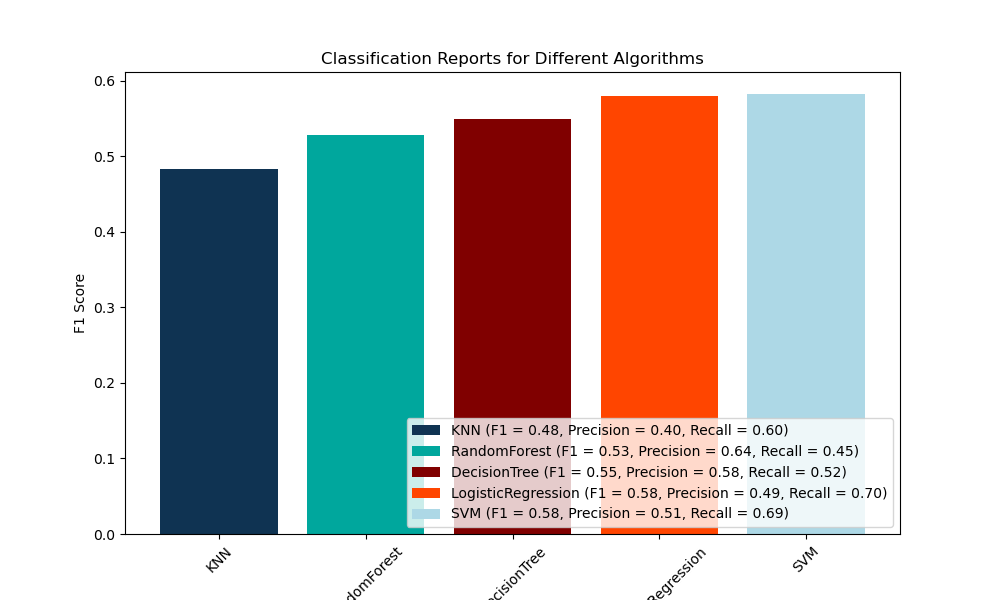 Classification Reports for Different Algorithms
F1 Score
0.6
0.5
0.4
0.3
0.2
0.1
0.0
KNN (F1 = 0.48, Precision = 0.40, Recall = 0.60)
RandomForest (F1 = 0.53, Precision = 0.64, Recall = 0.45)
DecisionTree (F1 = 0.55, Precision = 0.58, Recall = 0.52)
LogisticRegression (F1 = 0.58, Precision = 0.49, Recall = 0.70)
SVM (F1 = 0.58, Precision = 0.51, Recall = 0.69)
KNN
domForest
ecisionTree
Regression
SVM